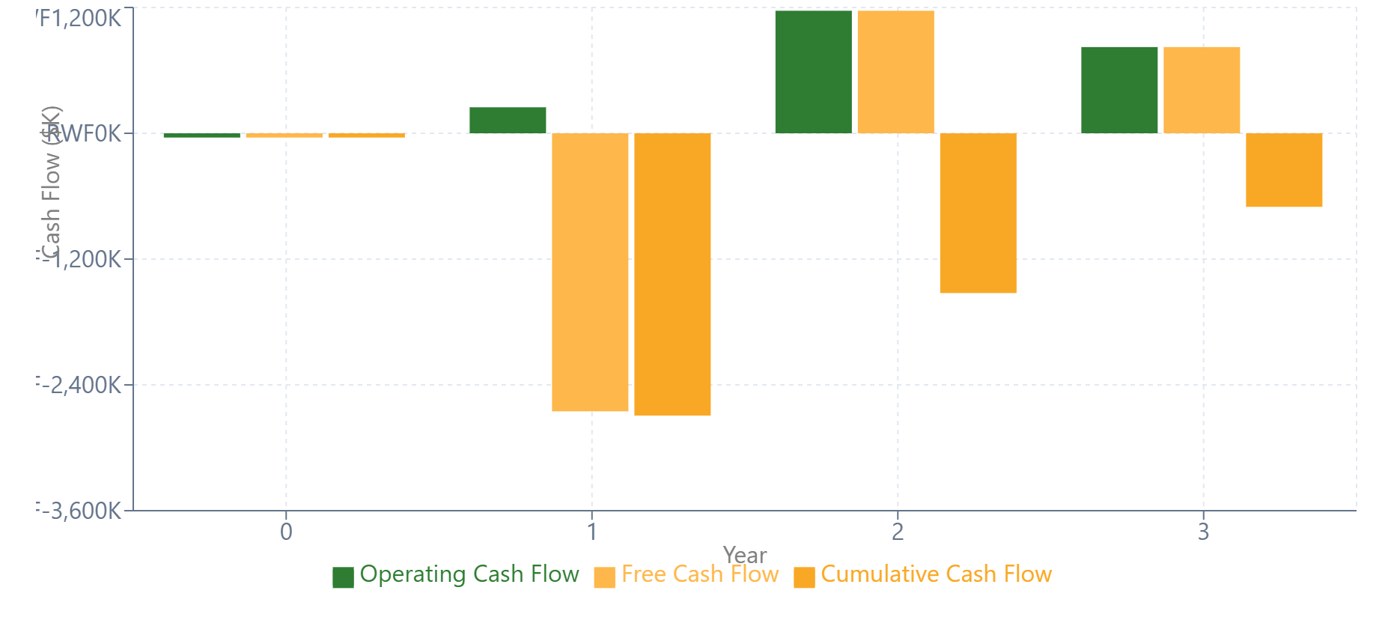 F1,200K
Cash Flow ($K)
RWF0K
-1,200K
-2,400K
-3,600K
0 1 2 3
Year
Operating Cash Flow Free Cash Flow Cumulative Cash Flow